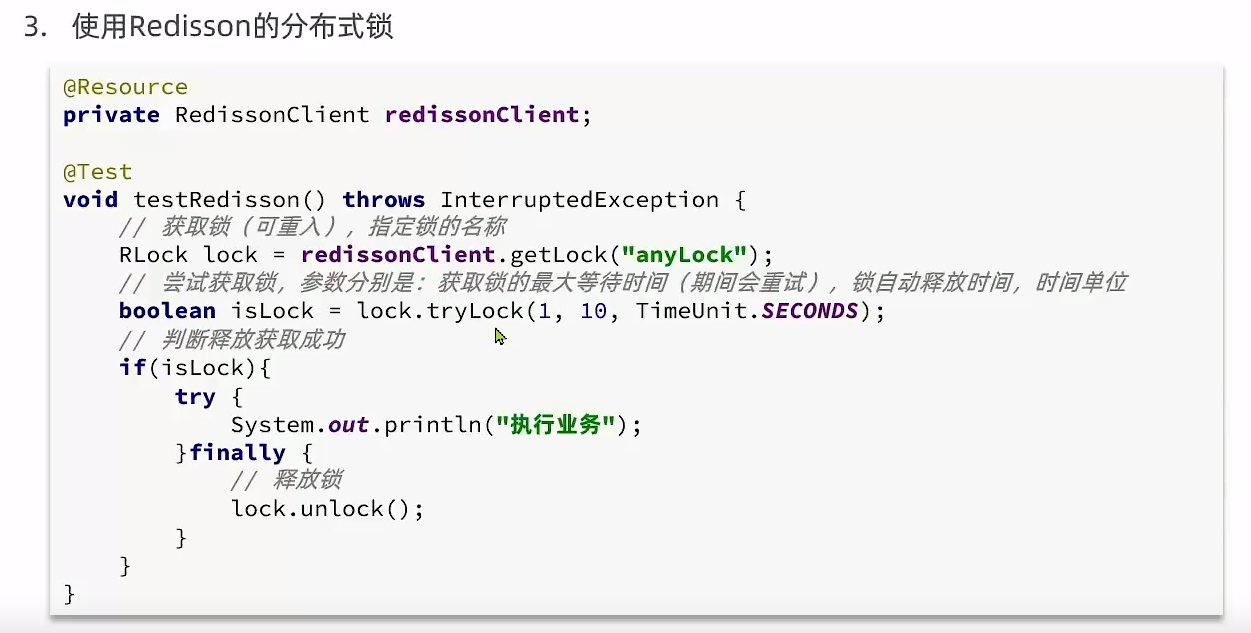 3. 使用Redisson的分布式锁
@Resource
private RedissonClient redissonClient;
@Test
void testRedisson() throws InterruptedException {
// 获取锁（可重入），指定锁的名称
RLock lock = redissonClient.getLock("anyLock");
// 尝试获取锁，参数分别是：获取锁的最大等待时间（期间会重试），锁自动释放时间，时间单位
boolean isLock = lock.tryLock(1, 10, TimeUnit.SECONDS);
// 判断释放获取成功
if(isLock){
try {
System.out.println("执行业务");
}finally {
// 释放锁
lock.unlock();
}
}
}